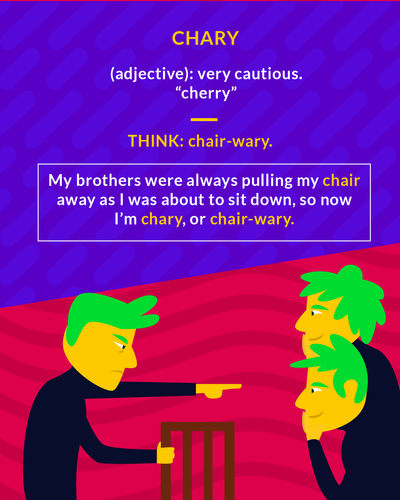 CHARY
(adjective): very cautious.
“cherry”
THINK: chair-wary.
My brothers were always pulling my chair
away as I was about to sit down, so now
I’m chary, or chair-wary.